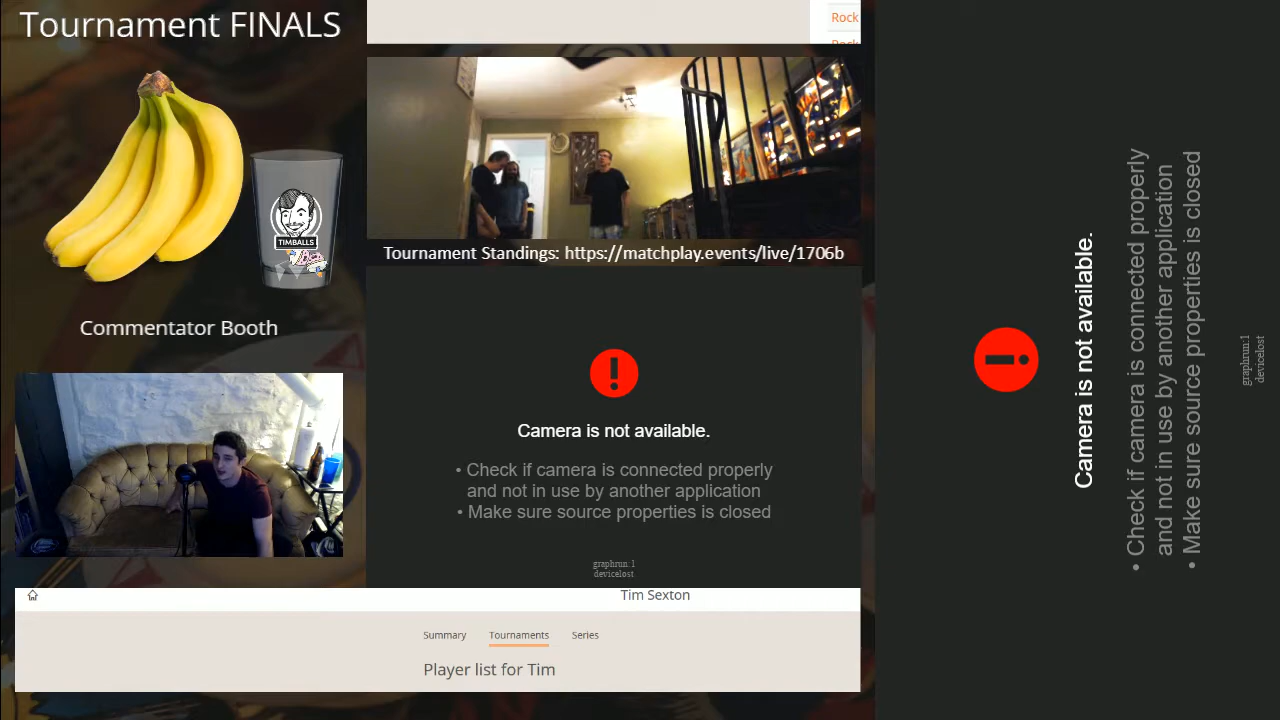 Tournament FINALS
TIMBALLS
Commentator Booth
Rock
Tournament Standings: https://matchplay.events/live/1706b
Camera is not available.
• Check if camera is connected properly
and not in use by another application
• Make sure source properties is closed
graphrun:1
devicelost
Tim Sexton
Summary Tournaments Series
Player list for Tim
Camera is not available.
• Check if camera is connected properly
and not in use by another application
• Make sure source properties is closed
graphrun:1
devicelost